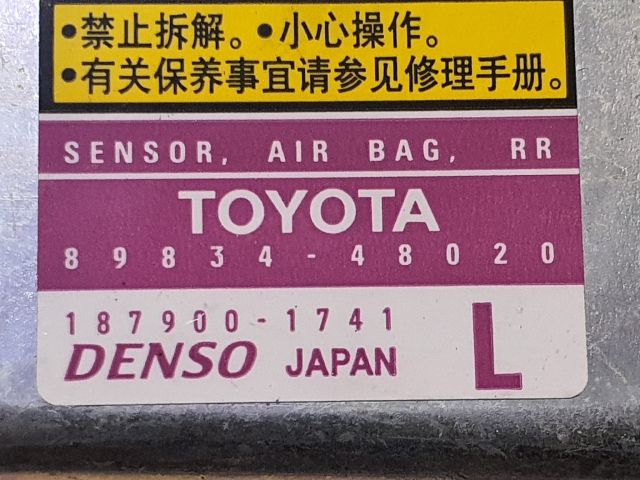 •禁止拆解。•小心操作。
•有关保养事宜请参见修理手册。
SENSOR, AIR BAG, RR
TOYOTA
89834-48020
187900-1741
DENSO JAPAN L